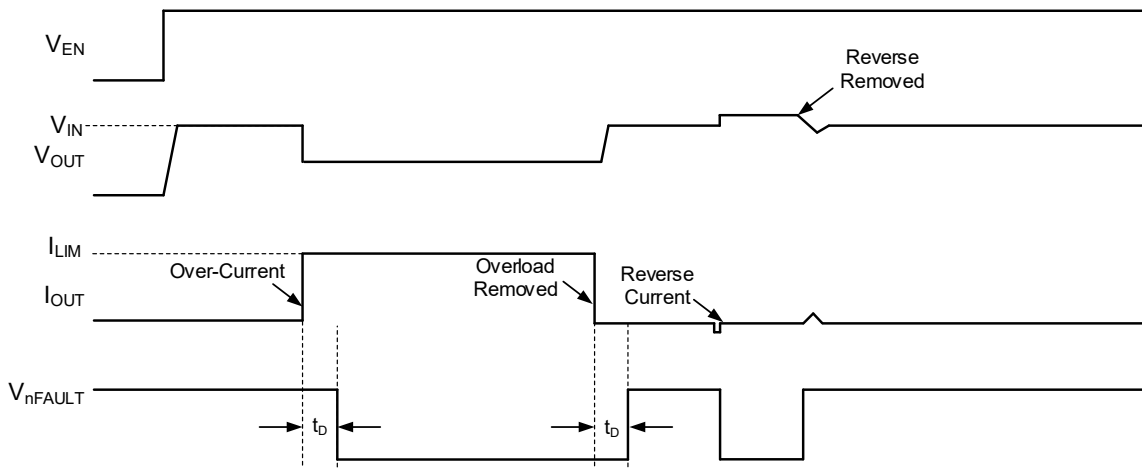 V_EN
Reverse
Removed
V_IN
V_OUT
I_LIM
Over-Current
Overload
Removed
Reverse
Current
I_OUT
V_nFAULT
t_D
t_D